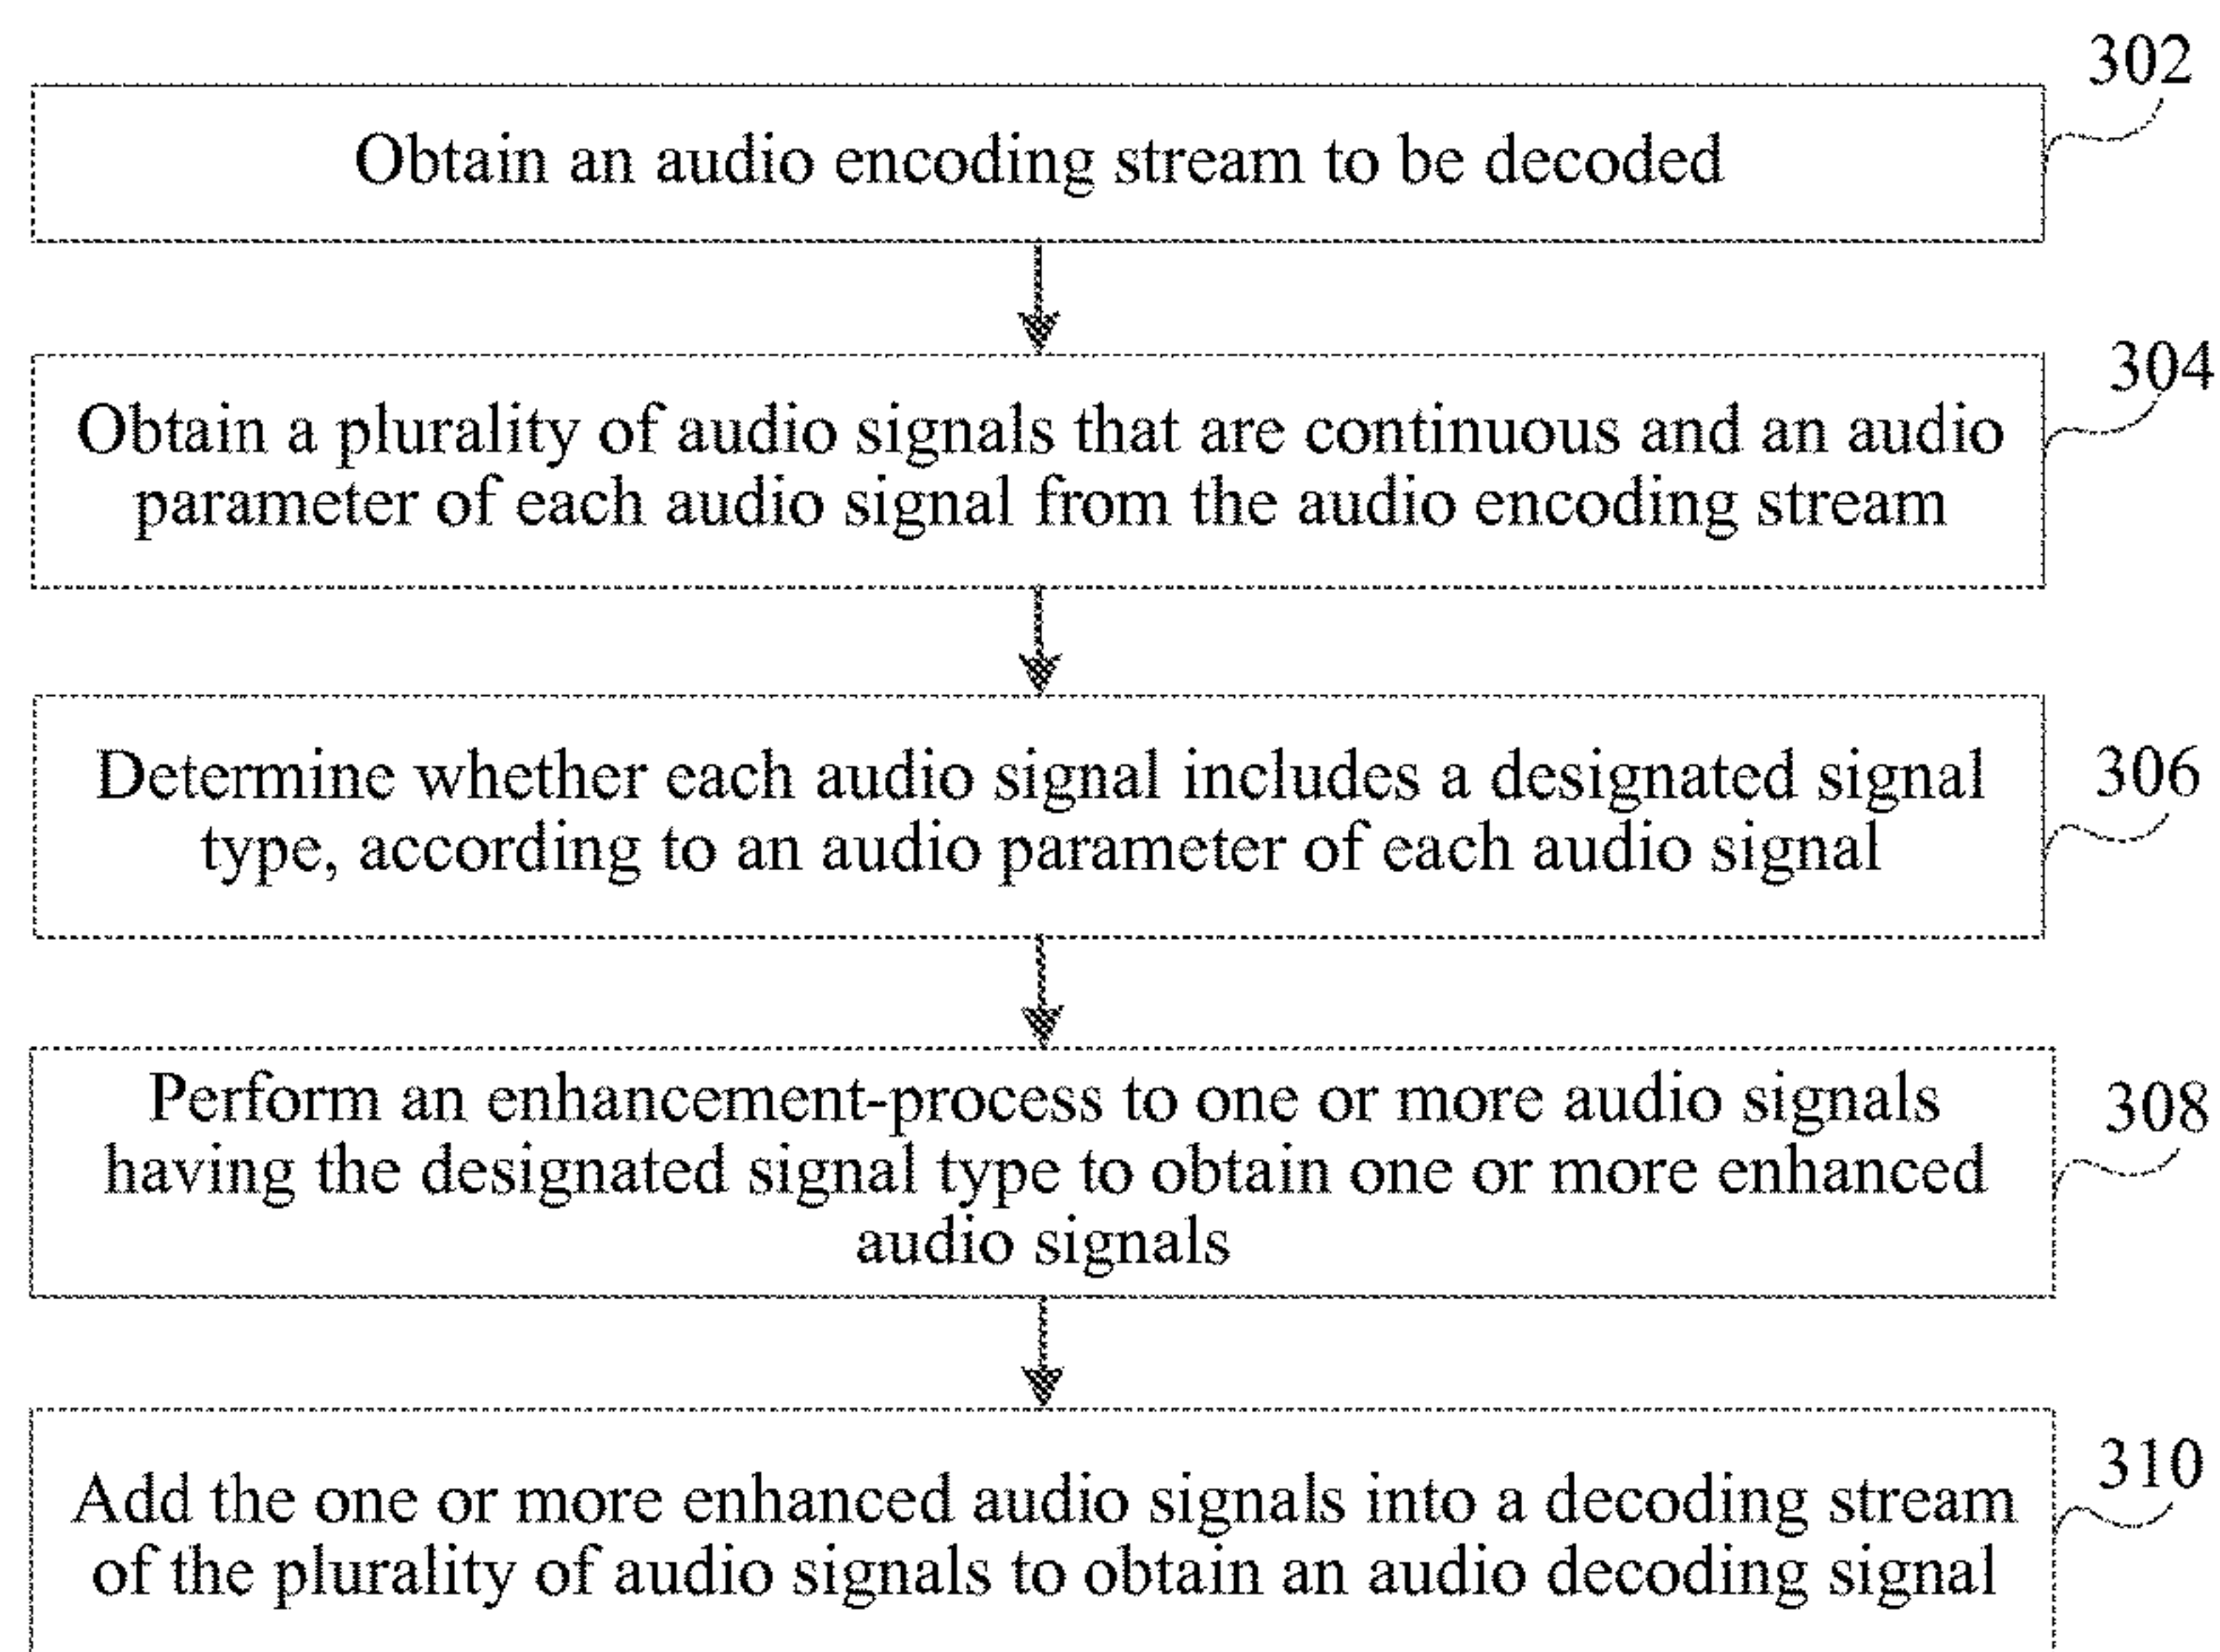 302
Obtain an audio encoding stream to be decoded
304
Obtain a plurality of audio signals that are continuous and an audio
parameter of each audio signal from the audio encoding stream
306
Determine whether each audio signal includes a designated signal
type, according to an audio parameter of each audio signal
308
Perform an enhancement-process to one or more audio signals
having the designated signal type to obtain one or more enhanced
audio signals
310
Add the one or more enhanced audio signals into a decoding stream
of the plurality of audio signals to obtain an audio decoding signal